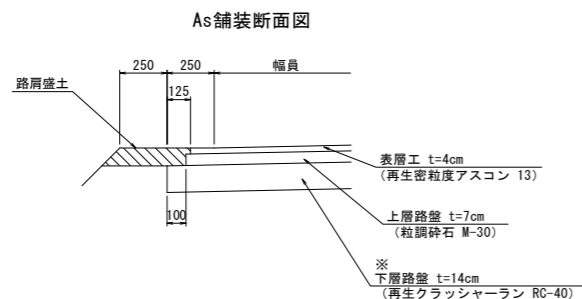 As舗装断面図
250
250
幅員
路肩盛土
125
表層工 t=4cm
(再生密粒度アスコン 13)
上層路盤 t=7cm
(粒調砕石 M-30)
100
※
下層路盤 t=14cm
(再生クラッシャーラン RC-40)